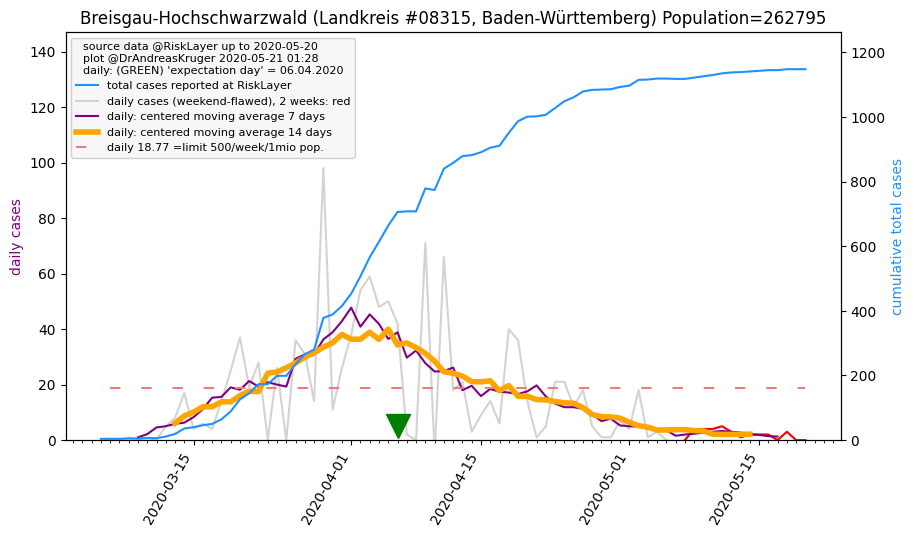 Breisgau-Hochschwarzwald (Landkreis #08315, Baden-Württemberg) Population=262795
source data @RiskLayer up to 2020-05-20
plot @DrAndreasKruger 2020-05-21 01:28
daily: (GREEN) 'expectation day' = 06.04.2020
total cases reported at RiskLayer
daily cases (weekend-flawed), 2 weeks: red
daily: centered moving average 7 days
daily: centered moving average 14 days
daily 18.77 =limit 500/week/1mio pop.
daily cases
140
120
100
80
60
40
20
0
cumulative total cases
1200
1000
800
600
400
200
0
2020-03-15
2020-04-01
2020-04-15
2020-05-01
2020-05-15